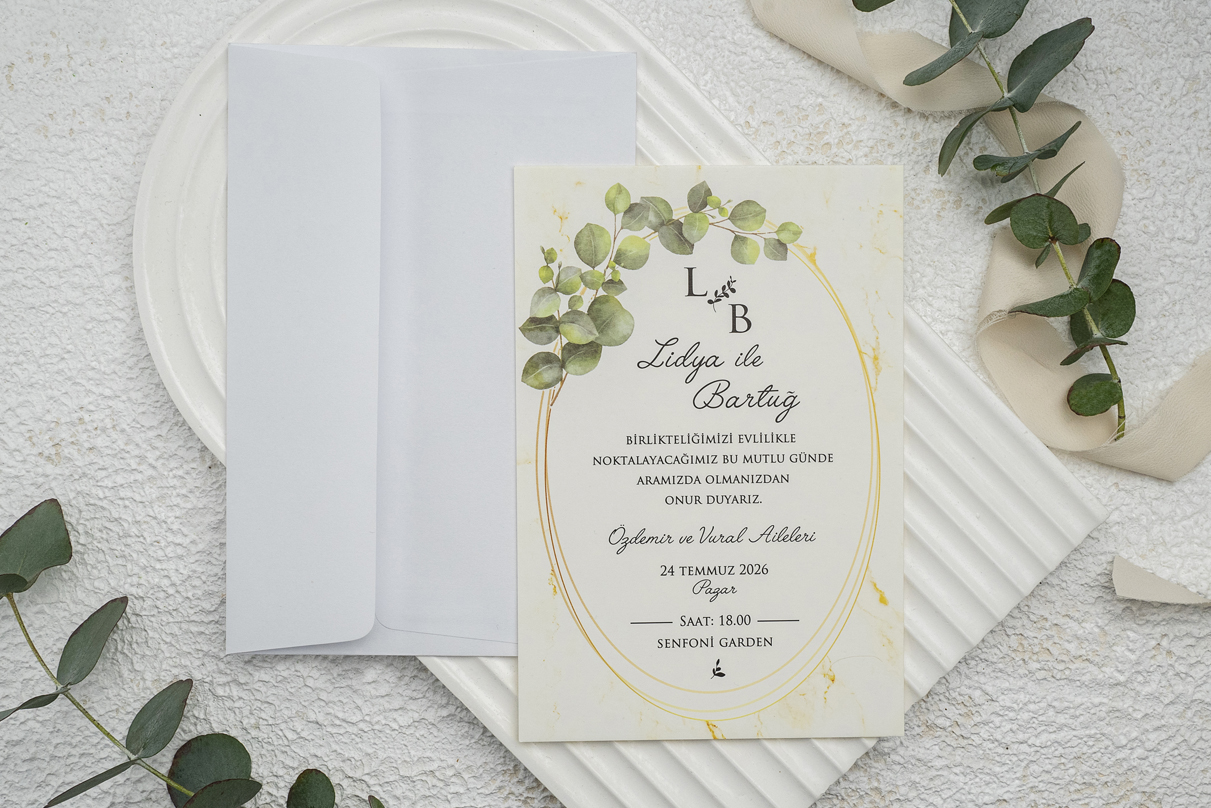 L
B
Lidya ile
Bartuğ
BİRLİKTELİĞİMİZİ EVLİLİKLE
NOKTALAYACAĞIMIZ BU MUTLU GÜNDE
ARAMIZDA OLMANIZDAN
ONUR DUYARIZ.
Özdemir ve Vural Aileleri
24 TEMMUZ 2026
Pazar
SAAT: 18.00
SENFONİ GARDEN